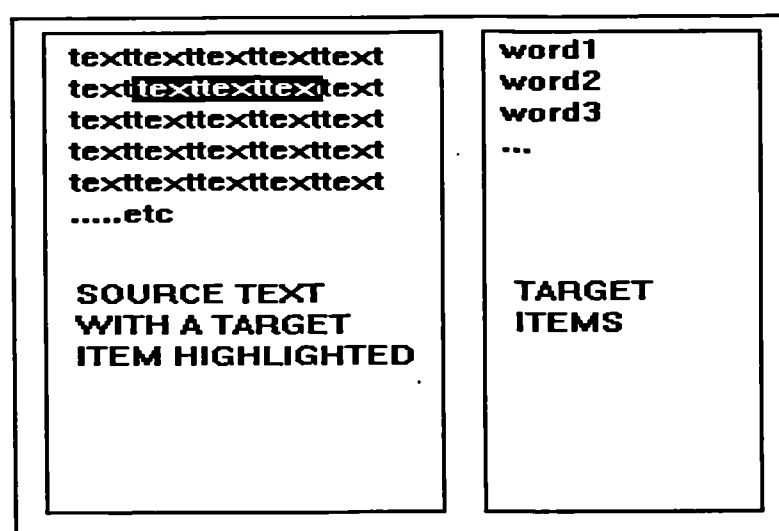 texttexttexttexttext
texttexttexttexttext
texttexttexttexttext
texttexttexttexttext
texttexttexttexttext
.....etc
SOURCE TEXT
WITH A TARGET
ITEM HIGHLIGHTED
word1
word2
word3
...
TARGET
ITEMS